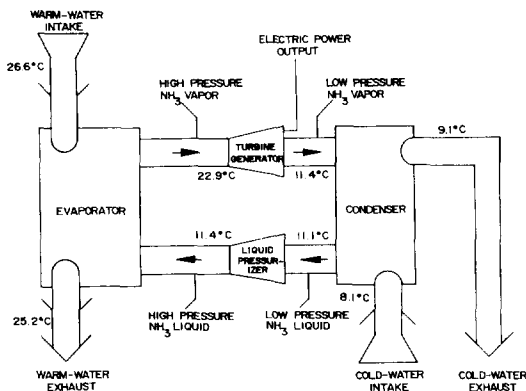 WARM-WATER
INTAKE
26.6°C
ELECTRIC POWER
OUTPUT
HIGH PRESSURE
NH3 VAPOR
LOW PRESSURE
NH3 VAPOR
9.1°C
TURBINE
GENERATOR
22.9°C
11.4°C
EVAPORATOR
CONDENSER
11.4°C
11.1°C
LIQUID
PRESSUR-
IZER
8.1°C
25.2°C
HIGH PRESSURE
NH3 LIQUID
LOW PRESSURE
NH3 LIQUID
WARM-WATER
EXHAUST
COLD-WATER
INTAKE
COLD-WATER
EXHAUST